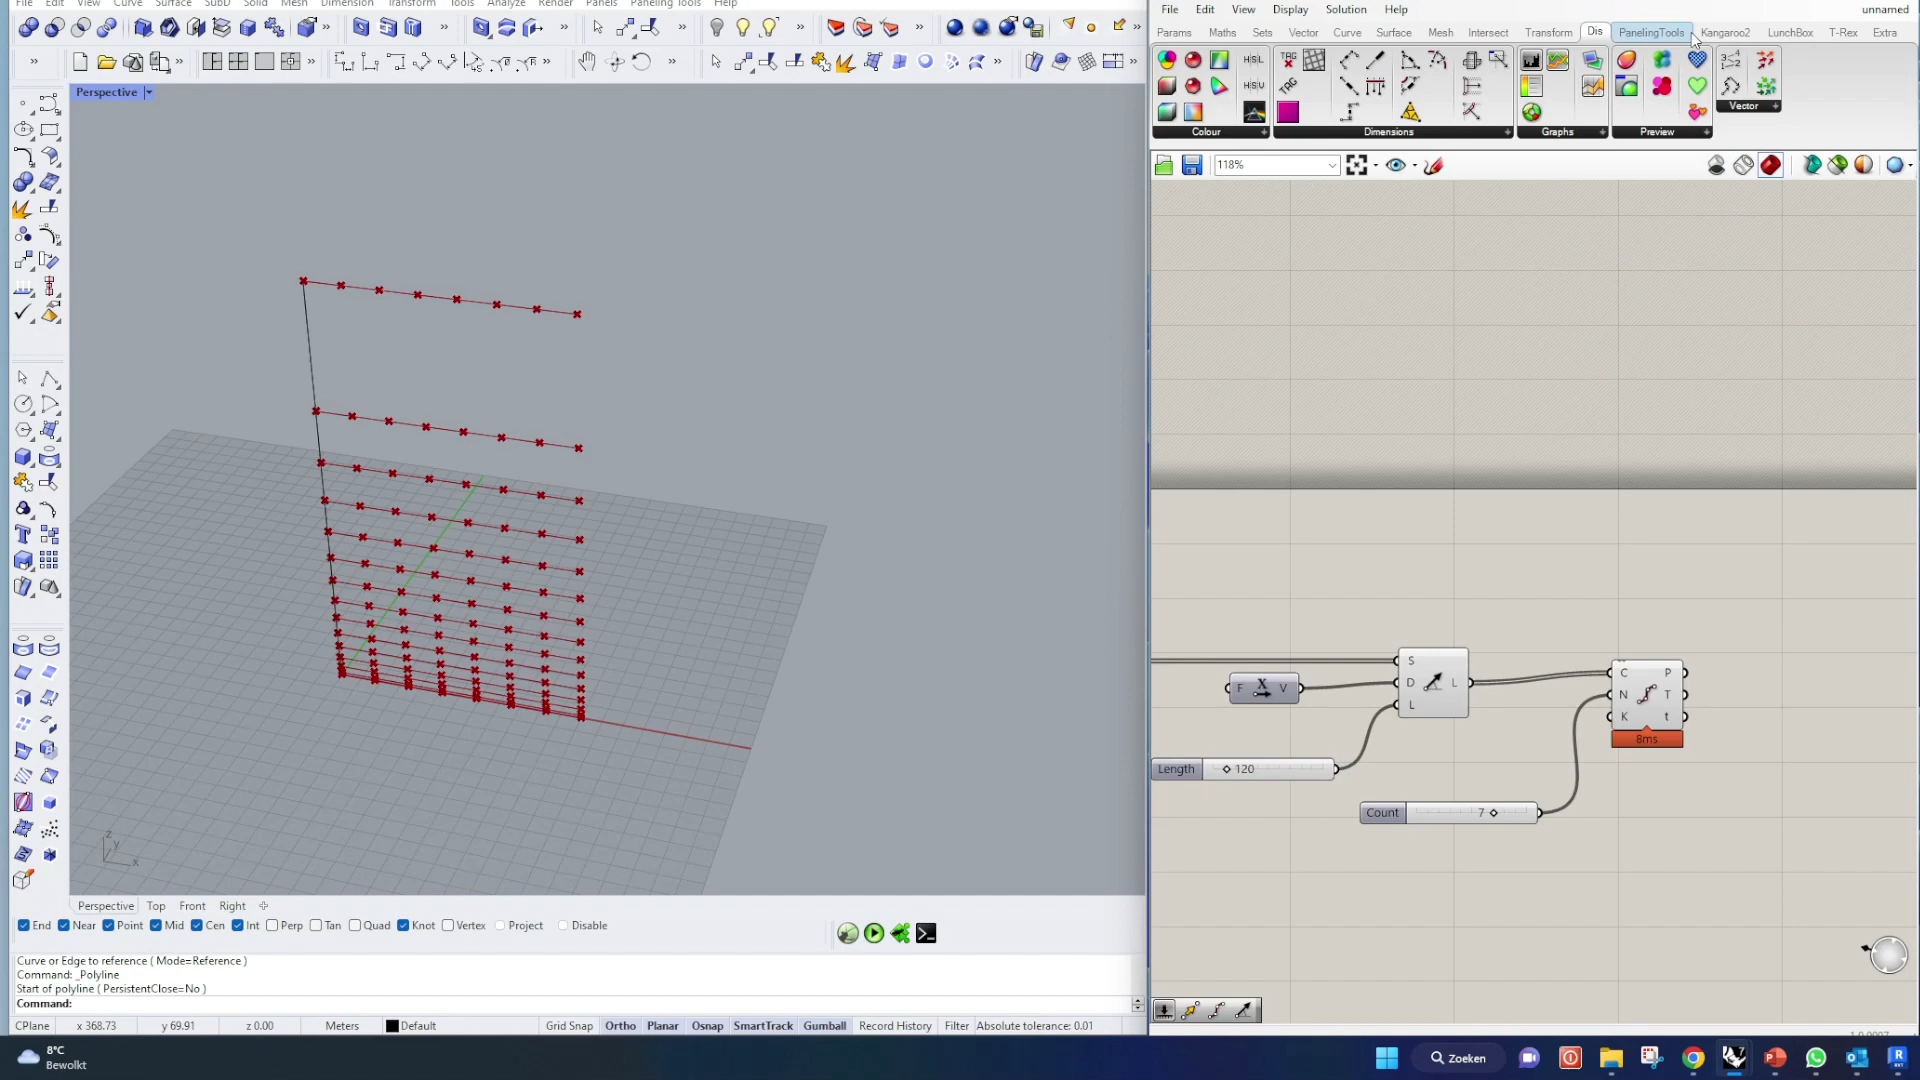 File Edit View Curve Surface SubD Solid Mesh Dimension Transform Tools Analyze Render Panels Paneling Tools Help
File Edit View Display Solution Help
unnamed
Params Maths Sets Vector Curve Surface Mesh Intersect Transform Dis PanelingTools Kangaroo2 LunchBox T-Rex Extra
Perspective
Colour
Dimensions
Graphs
Preview
Vector
118%
S
D
L
L
F X V
C
N
K
P
T
t
8ms
Length 120
Count 7
z
y
x
Perspective Top Front Right
End Near Point Mid Cen Int Perp Tan Quad Knot Vertex Project Disable
Curve or Edge to reference ( Mode=Reference )
Command: _Polyline
Start of polyline ( PersistentClose=No )
Command:
CPlane x 368.73 y 69.91 z 0.00 Meters Default Grid Snap Ortho Planar Osnap SmartTrack Gumball Record History Filter Absolute tolerance: 0.01
8°C
Bewolkt
Zoeken